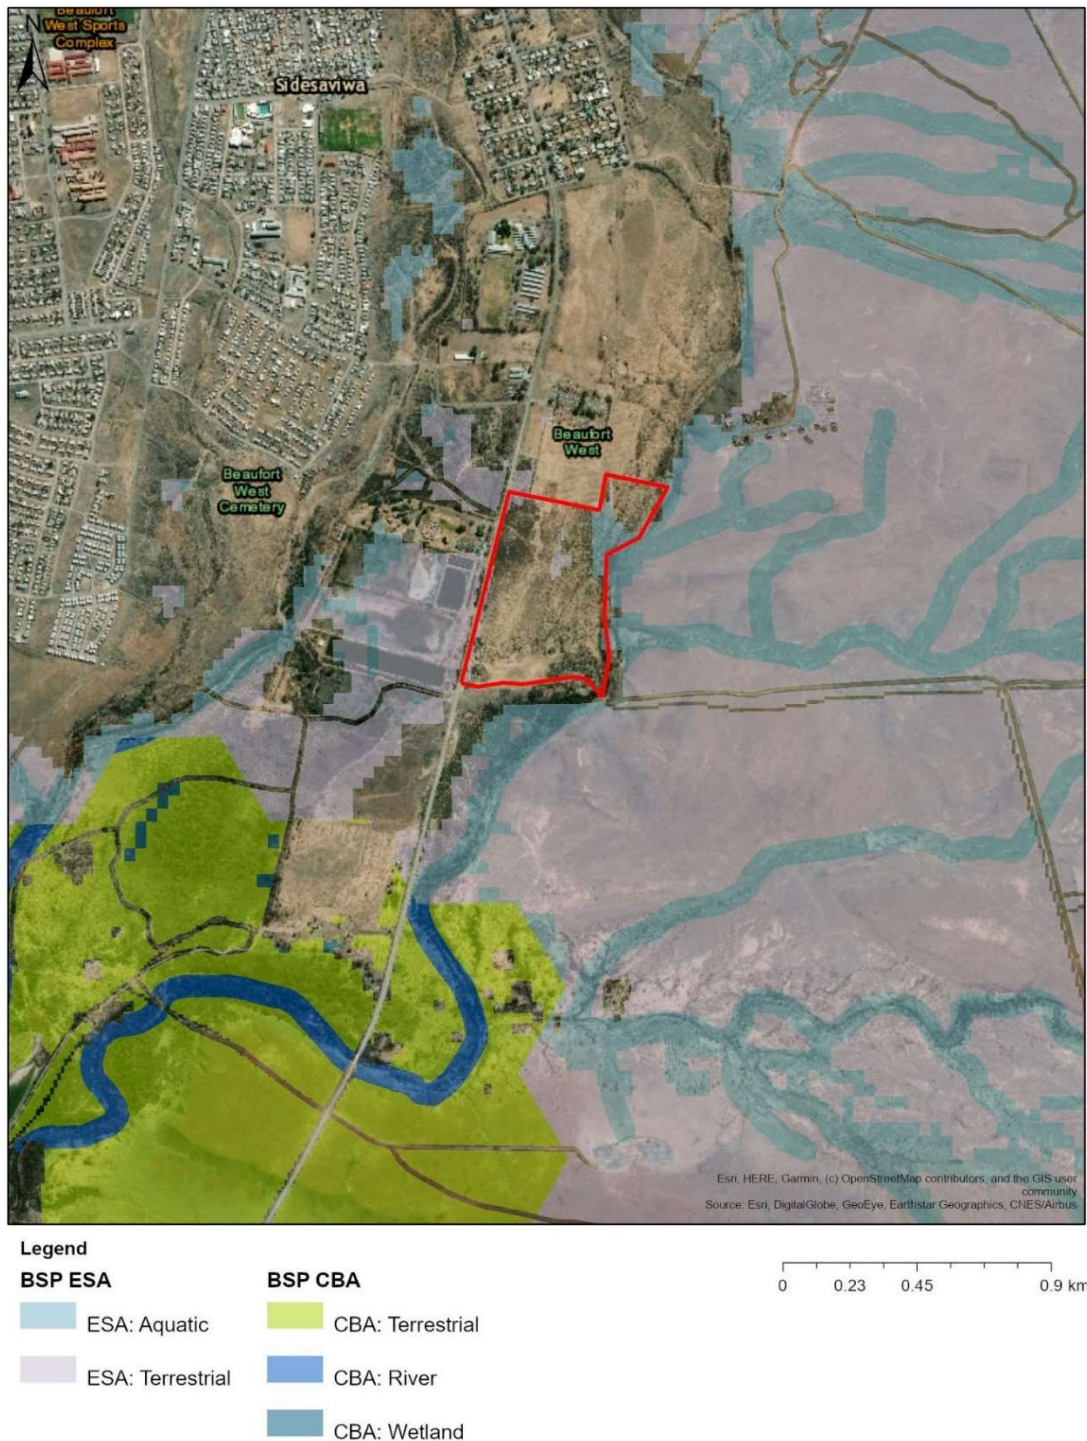 Beaufort
West Sports
Complex
N
Sidesaviwa
Beaufort
West
Beaufort
West
Cemetery
Esri, HERE, Garmin, (c) OpenStreetMap contributors, and the GIS user
community
Source: Esri, DigitalGlobe, GeoEye, Earthstar Geographics, CNES/Airbus
Legend
BSP ESA
ESA: Aquatic
ESA: Terrestrial
BSP CBA
CBA: Terrestrial
CBA: River
CBA: Wetland
0 0.23 0.45 0.9 km